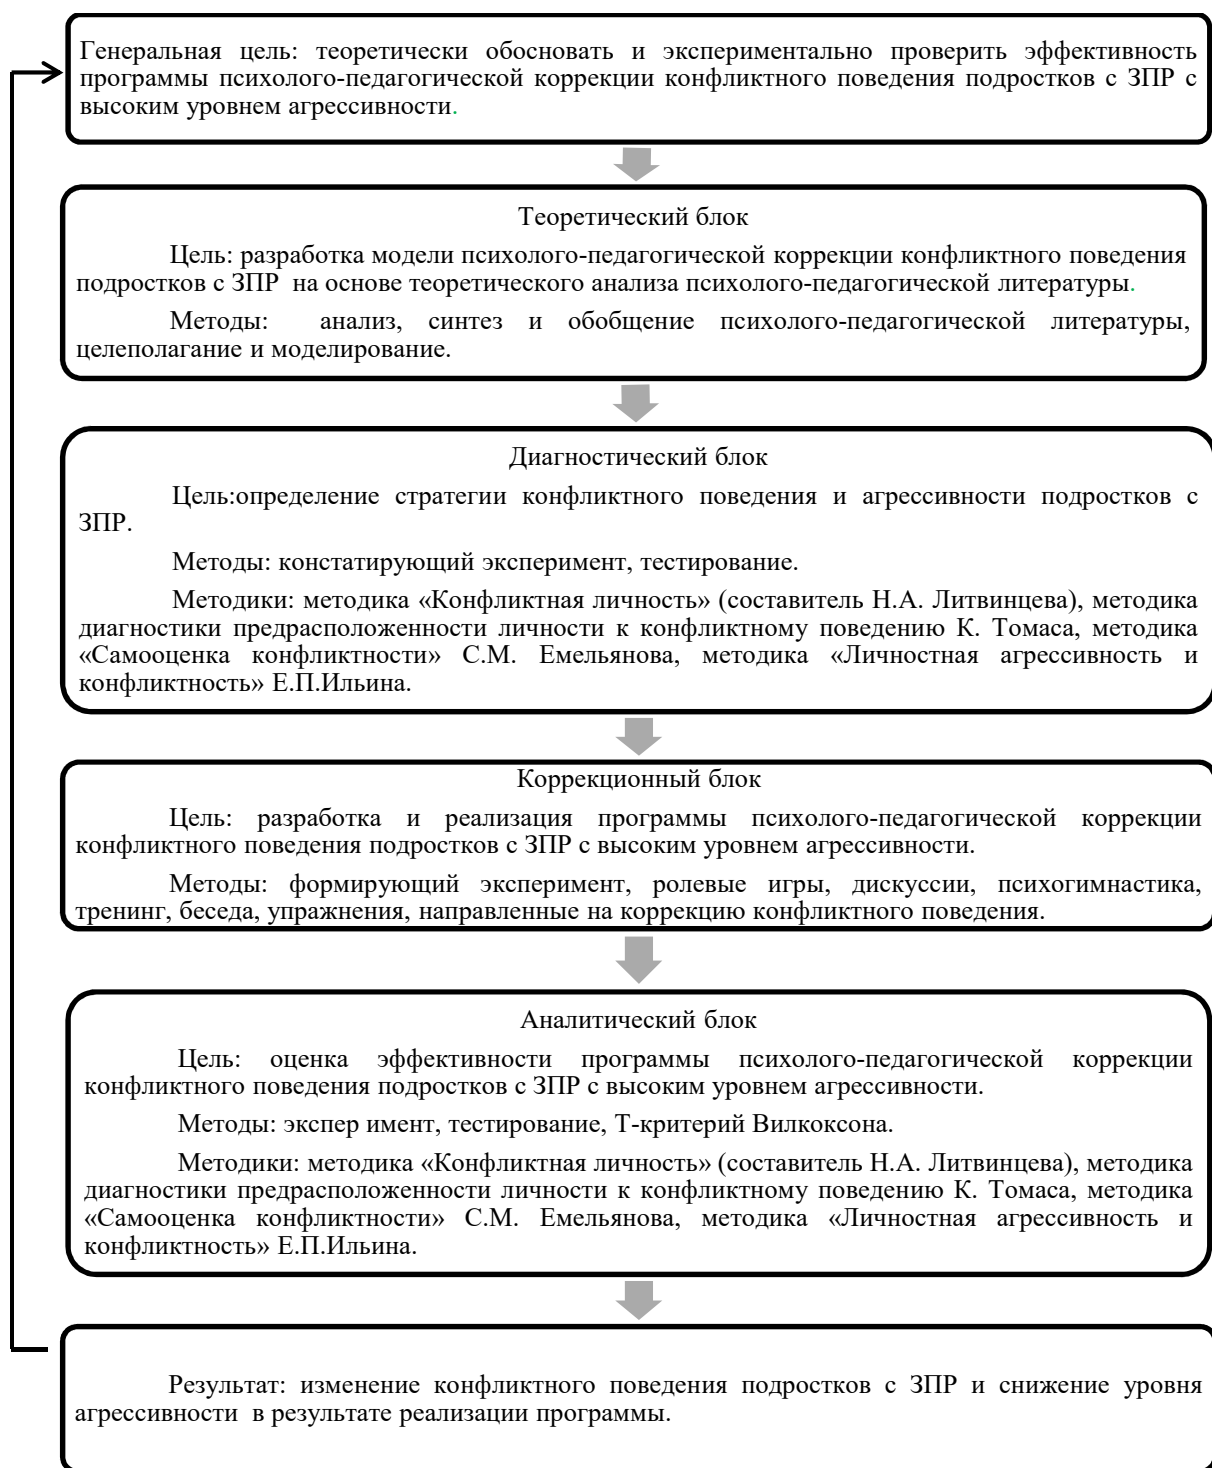 Генеральная цель: теоретически обосновать и экспериментально проверить эффективность
программы психолого-педагогической коррекции конфликтного поведения подростков с ЗПР с
высоким уровнем агрессивности.
Теоретический блок
Цель: разработка модели психолого-педагогической коррекции конфликтного поведения
подростков с ЗПР на основе теоретического анализа психолого-педагогической литературы.
Методы: анализ, синтез и обобщение психолого-педагогической литературы,
целеполагание и моделирование.
Диагностический блок
Цель:определение стратегии конфликтного поведения и агрессивности подростков с
ЗПР.
Методы: констатирующий эксперимент, тестирование.
Методики: методика «Конфликтная личность» (составитель Н.А. Литвинцева), методика
диагностики предрасположенности личности к конфликтному поведению К. Томаса, методика
«Самооценка конфликтности» С.М. Емельянова, методика «Личностная агрессивность и
конфликтность» Е.П.Ильина.
Коррекционный блок
Цель: разработка и реализация программы психолого-педагогической коррекции
конфликтного поведения подростков с ЗПР с высоким уровнем агрессивности.
Методы: формирующий эксперимент, ролевые игры, дискуссии, психогимнастика,
тренинг, беседа, упражнения, направленные на коррекцию конфликтного поведения.
Аналитический блок
Цель: оценка эффективности программы психолого-педагогической коррекции
конфликтного поведения подростков с ЗПР с высоким уровнем агрессивности.
Методы: экспер имент, тестирование, Т-критерий Вилкоксона.
Методики: методика «Конфликтная личность» (составитель Н.А. Литвинцева), методика
диагностики предрасположенности личности к конфликтному поведению К. Томаса, методика
«Самооценка конфликтности» С.М. Емельянова, методика «Личностная агрессивность и
конфликтность» Е.П.Ильина.
Результат: изменение конфликтного поведения подростков с ЗПР и снижение уровня
агрессивности в результате реализации программы.